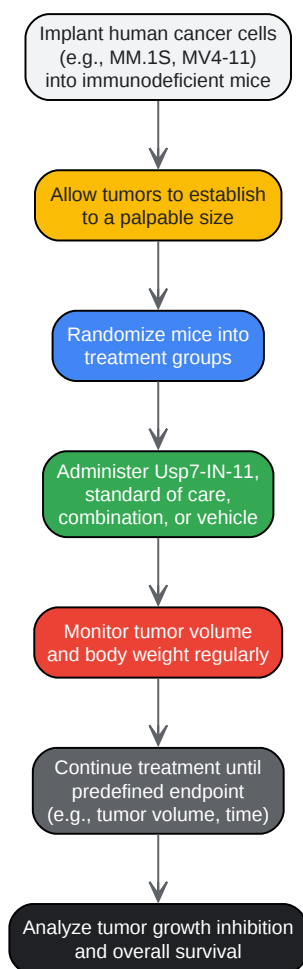 Implant human cancer cells
(e.g., MM.1S, MV4-11)
into immunodeficient mice
Allow tumors to establish
to a palpable size
Randomize mice into
treatment groups
Administer Usp7-IN-11,
standard of care,
combination, or vehicle
Monitor tumor volume
and body weight regularly
Continue treatment until
predefined endpoint
(e.g., tumor volume, time)
Analyze tumor growth inhibition
and overall survival